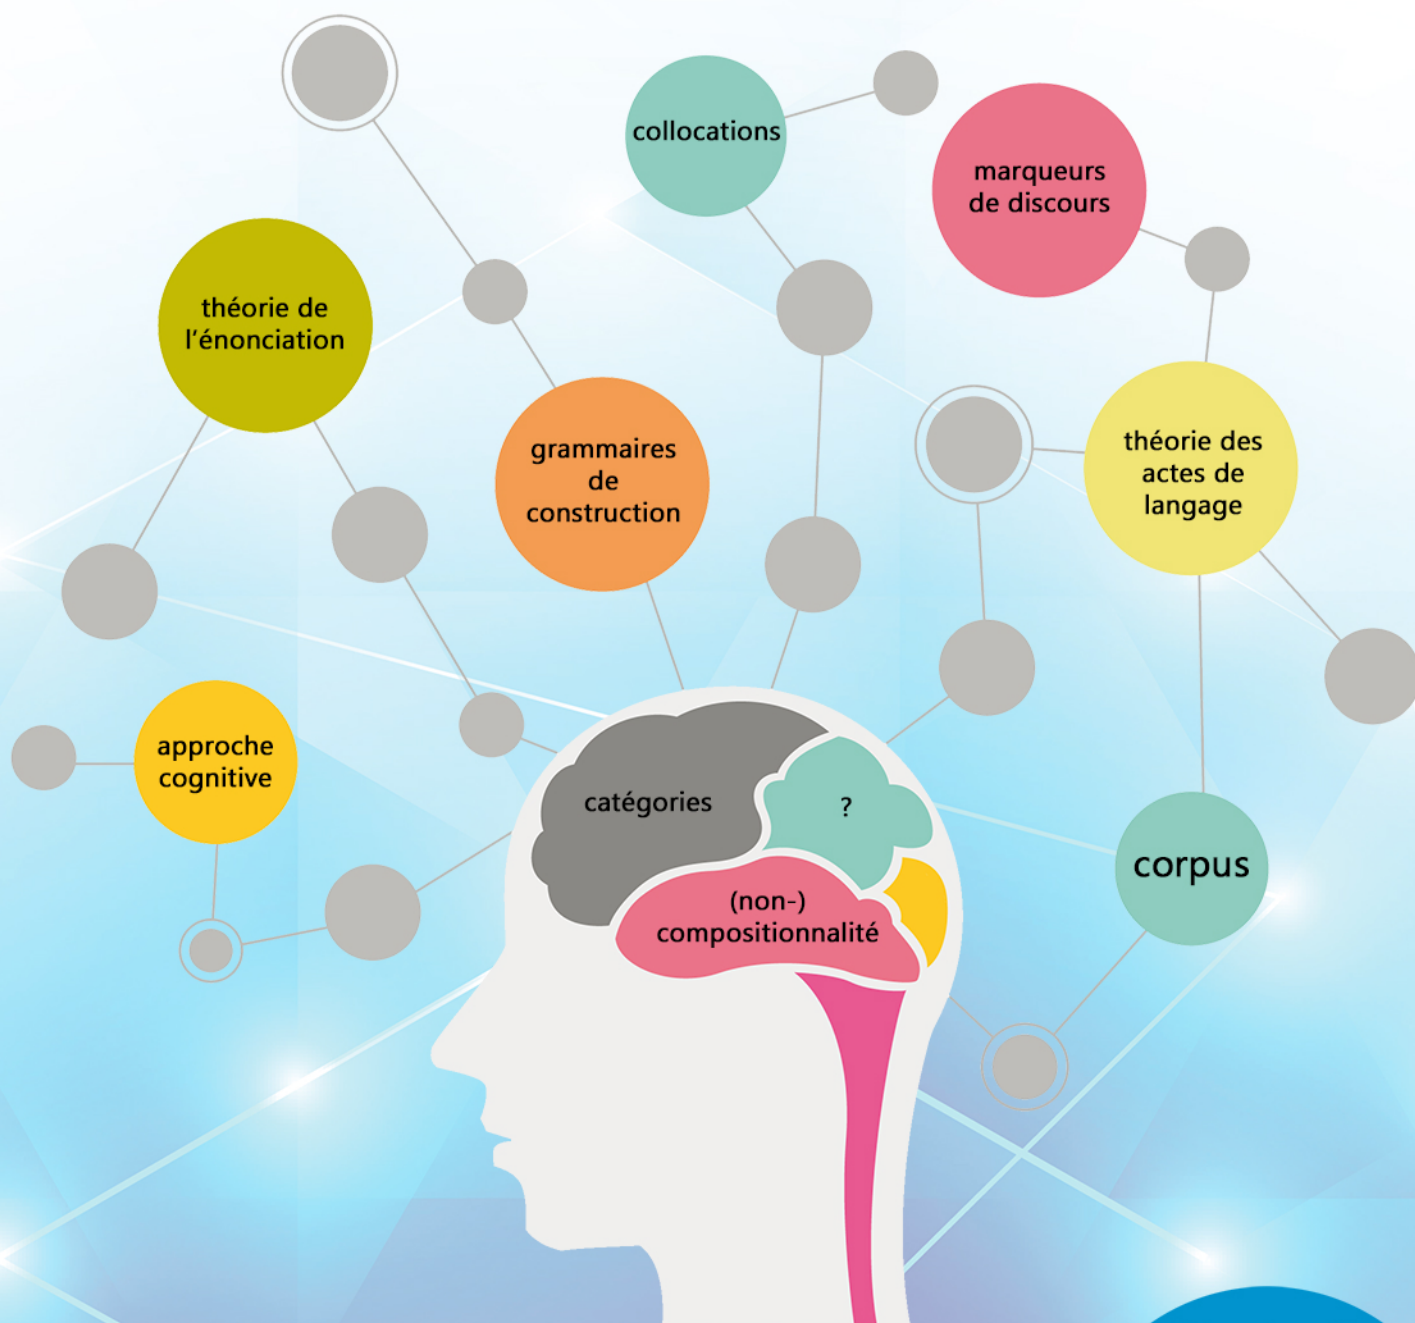 collocations
marqueurs
de discours
théorie de
l'énonciation
grammaires
de
construction
théorie des
actes de
langage
approche
cognitive
catégories
?
corpus
(non-)
compositionnalité